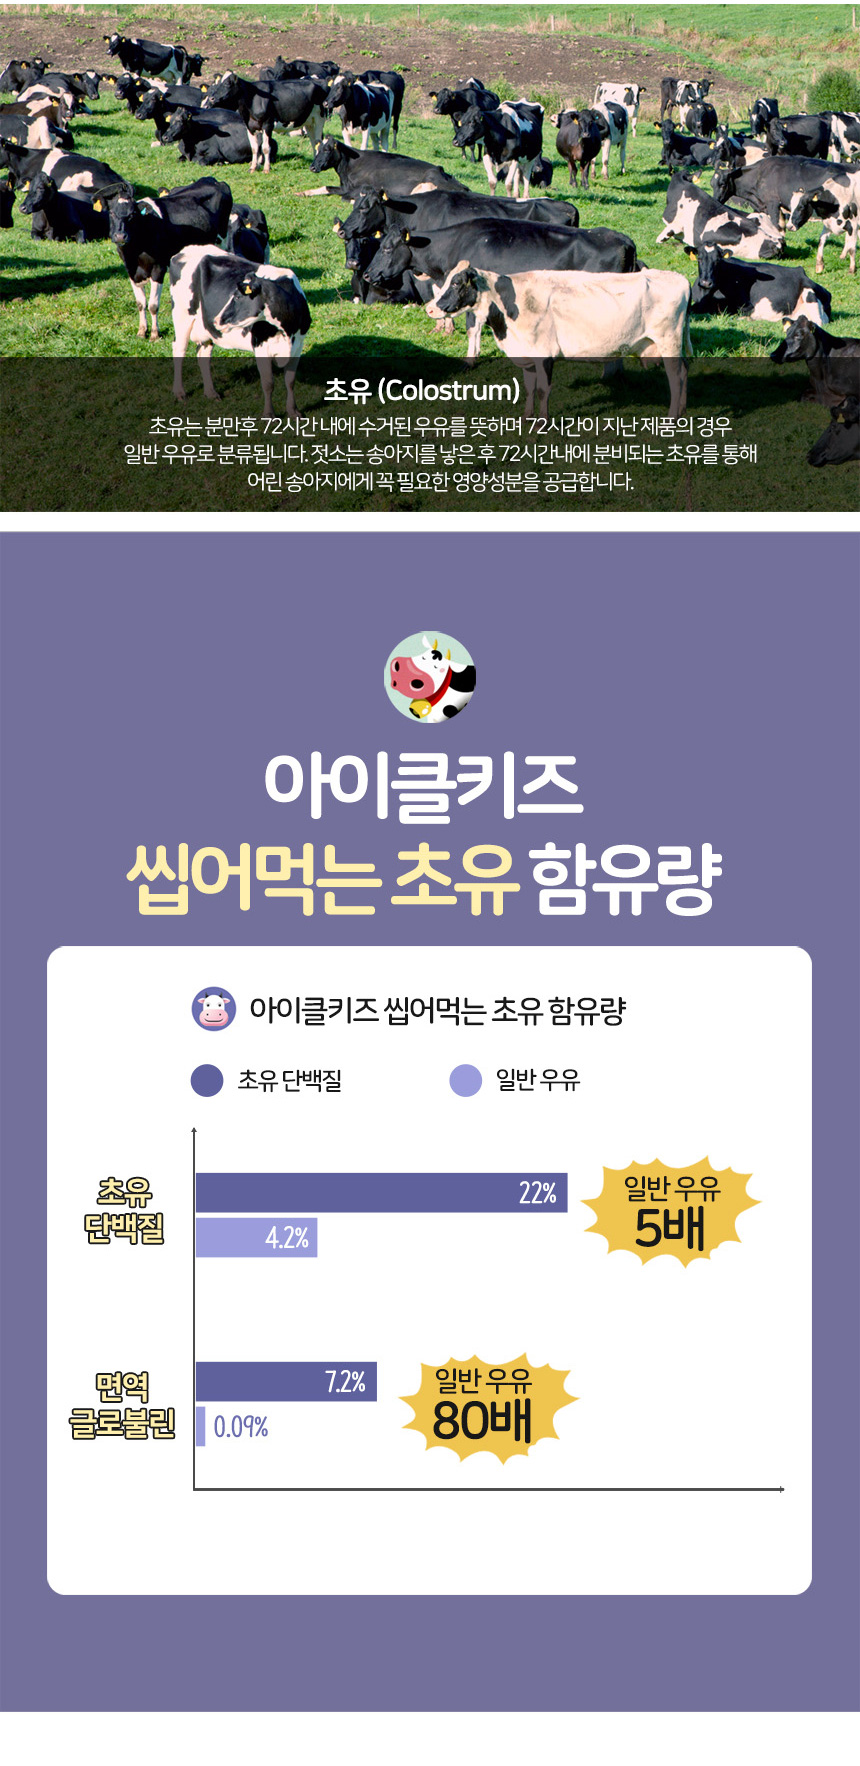 초유 (Colostrum)
초유는 분만후 72시간 내에 수거된 우유를 뜻하며 72시간이 지난 제품의 경우
일반 우유로 분류됩니다. 젖소는 송아지를 낳은 후 72시간내에 분비되는 초유를 통해
어린 송아지에게 꼭 필요한 영양성분을 공급합니다.
아이클키즈
씹어먹는 초유 함유량
아이클키즈 씹어먹는 초유 함유량
초유 단백질
일반 우유
초유
단백질
22%
4.2%
일반 우유
5배
면역
글로불린
7.2%
0.09%
일반 우유
80배